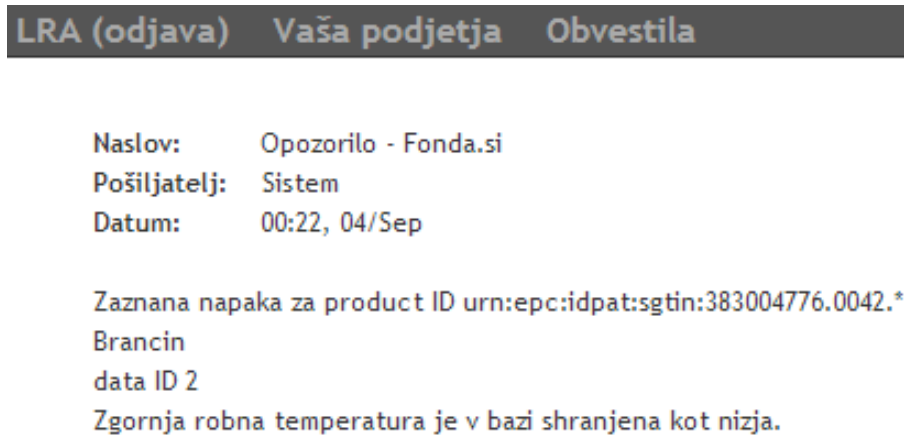 LRA (odjava) Vaša podjetja Obvestila
Naslov: Opozorilo - Fonda.si
Pošiljatelj: Sistem
Datum: 00:22, 04/Sep
Zaznana napaka za product ID urn:epc:idpat:sgtin:383004776.0042.*
Brancin
data ID 2
Zgornja robna temperatura je v bazi shranjena kot nizja.